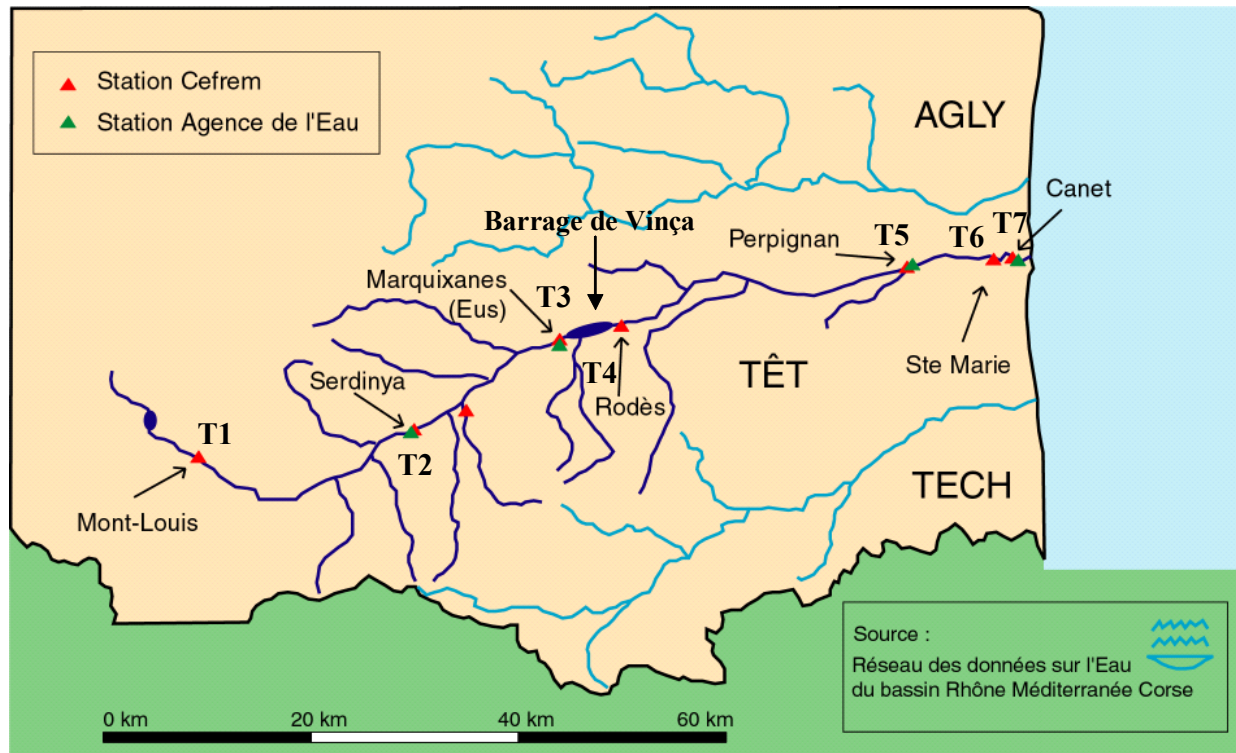 Station Cefrem
Station Agence de l'Eau
AGLY
Canet
Barrage de Vinça
Perpignan
T5
T6
T7
Marquixanes
(Eus)
T3
Ste Marie
TÊT
T4
Rodès
Serdinya
T1
T2
Mont-Louis
TECH
Source :
Réseau des données sur l'Eau
du bassin Rhône Méditerranée Corse
0 km
20 km
40 km
60 km